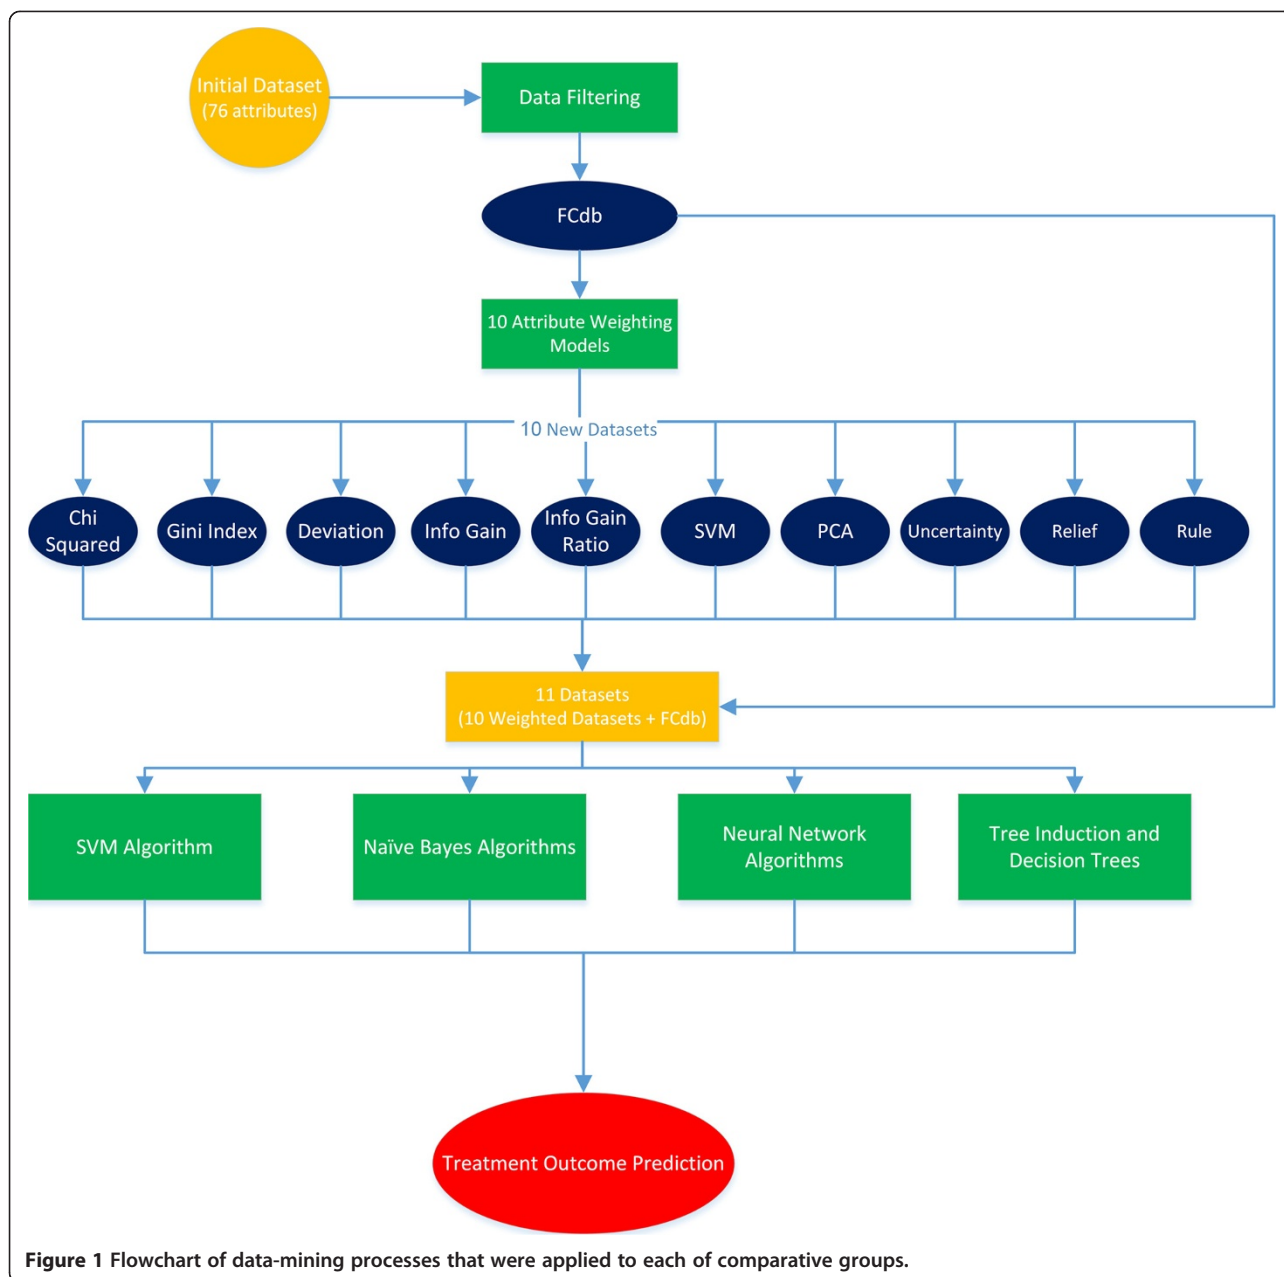 Initial Dataset
(76 attributes)
Data Filtering
FCdb
10 Attribute Weighting
Models
10 New Datasets
Chi
Squared
Gini Index
Deviation
Info Gain
Info Gain
Ratio
SVM
PCA
Uncertainty
Relief
Rule
11 Datasets
(10 Weighted Datasets + FCdb)
SVM Algorithm
Naïve Bayes Algorithms
Neural Network
Algorithms
Tree Induction and
Decision Trees
Treatment Outcome Prediction
Figure 1 Flowchart of data-mining processes that were applied to each of comparative groups.